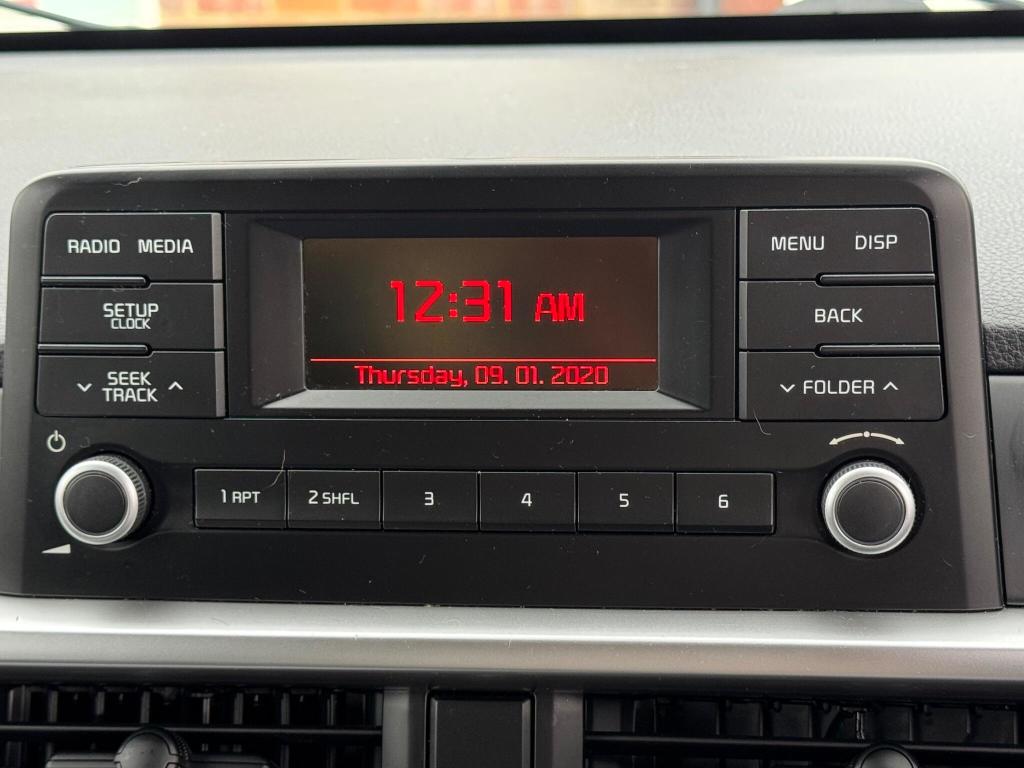 RADIO MEDIA
SETUP
CLOCK
SEEK
TRACK
12:31 AM
Thursday, 09. 01. 2020
MENU DISP
BACK
FOLDER
1 RPT
2 SHFL
3
4
5
6